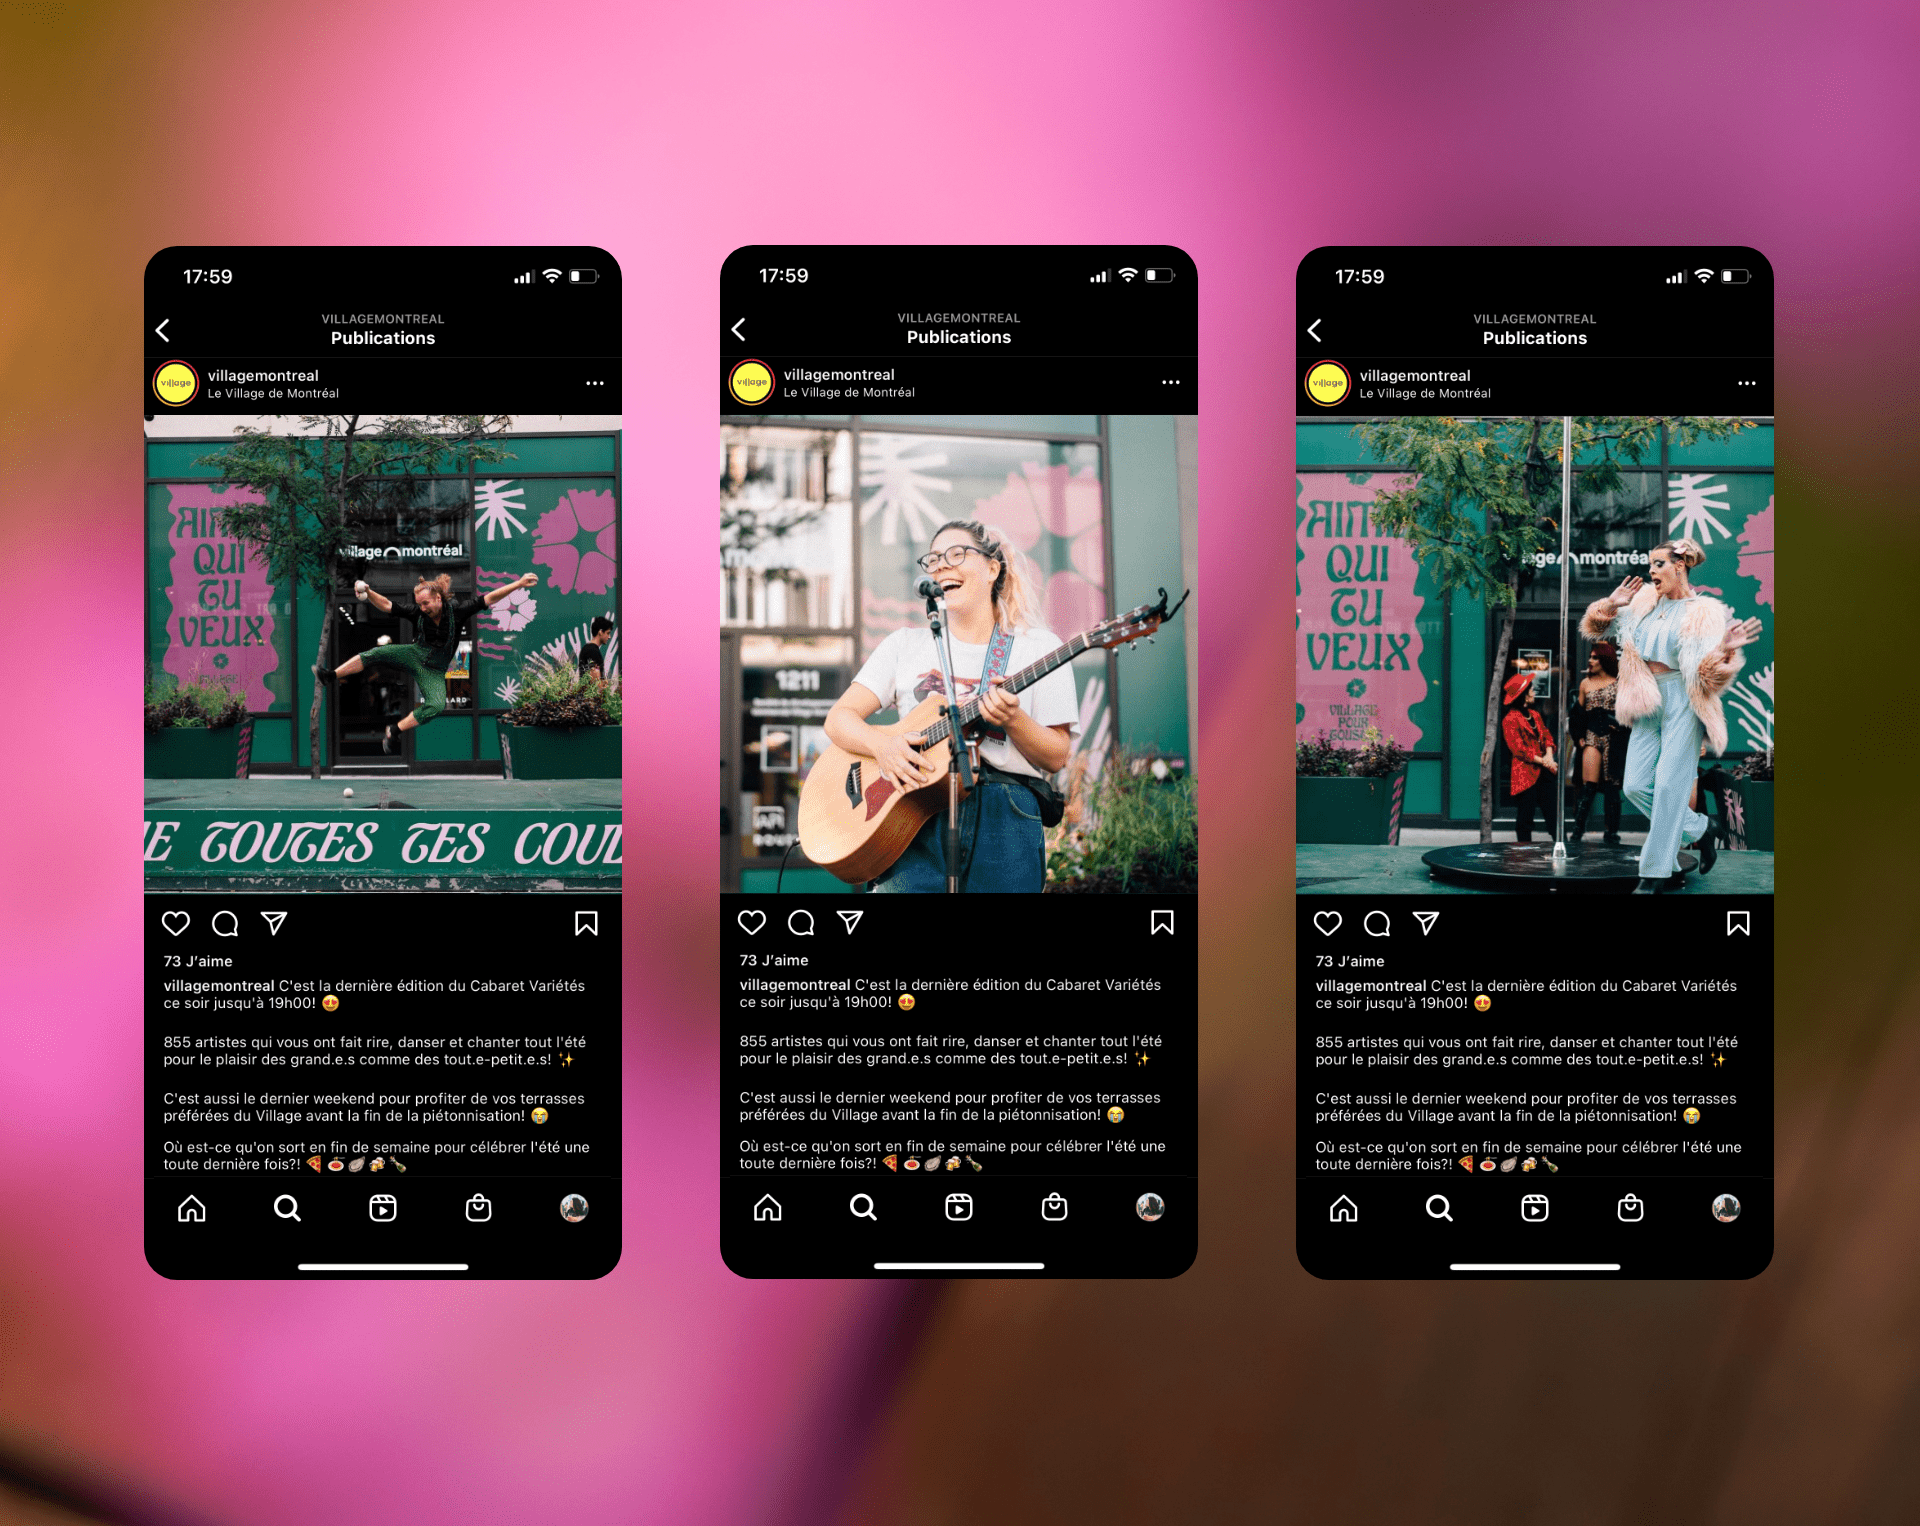 17:59
VILLAGEMONTREAL
Publications
village
villagemontreal
Le Village de Montréal
QUI
TU
VEUX
village montréal
E TOUTES TES COUL
73 J'aime
villagemontreal C'est la dernière édition du Cabaret Variétés
ce soir jusqu'à 19h00! 😍
855 artistes qui vous ont fait rire, danser et chanter tout l'été
pour le plaisir des grand.e.s comme des tout.e-petit.e.s! ✨
C'est aussi le dernier weekend pour profiter de vos terrasses
préférées du Village avant la fin de la piétonnisation! 😭
Où est-ce qu'on sort en fin de semaine pour célébrer l'été une
toute dernière fois?! 🍕🍝🦪🍻🍾
17:59
VILLAGEMONTREAL
Publications
village
villagemontreal
Le Village de Montréal
1211
73 J'aime
villagemontreal C'est la dernière édition du Cabaret Variétés
ce soir jusqu'à 19h00! 😍
855 artistes qui vous ont fait rire, danser et chanter tout l'été
pour le plaisir des grand.e.s comme des tout.e-petit.e.s! ✨
C'est aussi le dernier weekend pour profiter de vos terrasses
préférées du Village avant la fin de la piétonnisation! 😭
Où est-ce qu'on sort en fin de semaine pour célébrer l'été une
toute dernière fois?! 🍕🍝🦪🍻🍾
17:59
VILLAGEMONTREAL
Publications
village
villagemontreal
Le Village de Montréal
AIM
QUI
TU
VEUX
VILLAGE
POUR
age montréal
73 J'aime
villagemontreal C'est la dernière édition du Cabaret Variétés
ce soir jusqu'à 19h00! 😍
855 artistes qui vous ont fait rire, danser et chanter tout l'été
pour le plaisir des grand.e.s comme des tout.e-petit.e.s! ✨
C'est aussi le dernier weekend pour profiter de vos terrasses
préférées du Village avant la fin de la piétonnisation! 😭
Où est-ce qu'on sort en fin de semaine pour célébrer l'été une
toute dernière fois?! 🍕🍝🦪🍻🍾